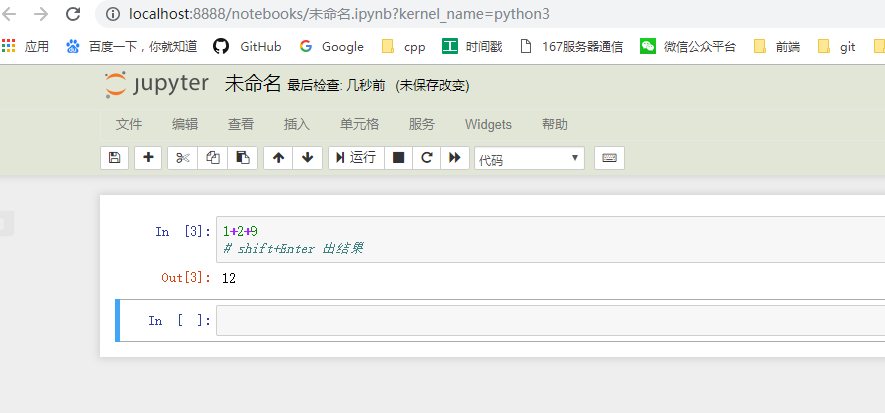 localhost:8888/notebooks/未命名.ipynb?kernel_name=python3
应用 百度一下，你就知道 GitHub Google cpp 时间戳 167服务器通信 微信公众平台 前端 git
jupyter 未命名 最后检查: 几秒前 (未保存改变)
文件 编辑 查看 插入 单元格 服务 Widgets 帮助
运行 代码
In [3]: 1+2+9
# shift+Enter 出结果
Out[3]: 12
In [ ]: